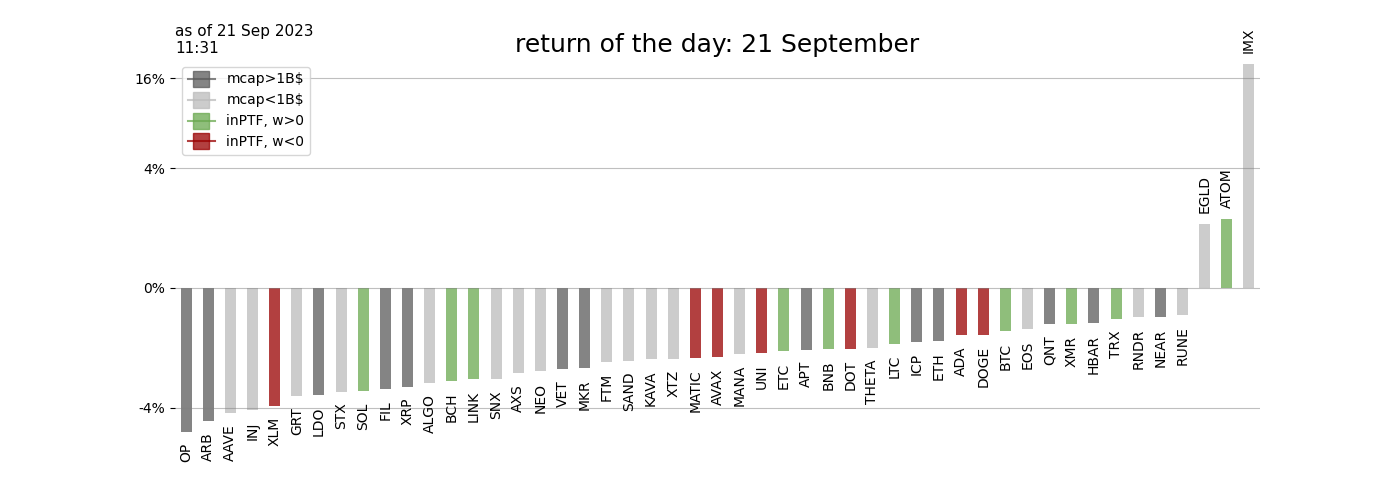 as of 21 Sep 2023
11:31
return of the day: 21 September
mcap>1B$
mcap<1B$
inPTF, w>0
inPTF, w<0
16%
4%
0%
-4%
OP
ARB
AAVE
INJ
XLM
GRT
LDO
STX
SOL
FIL
XRP
ALGO
BCH
LINK
SNX
AXS
NEO
VET
MKR
FTM
SAND
KAVA
XTZ
MATIC
AVAX
MANA
UNI
ETC
APT
BNB
DOT
THETA
LTC
ICP
ETH
ADA
DOGE
BTC
EOS
QNT
XMR
HBAR
TRX
RNDR
NEAR
RUNE
EGLD
ATOM
IMX